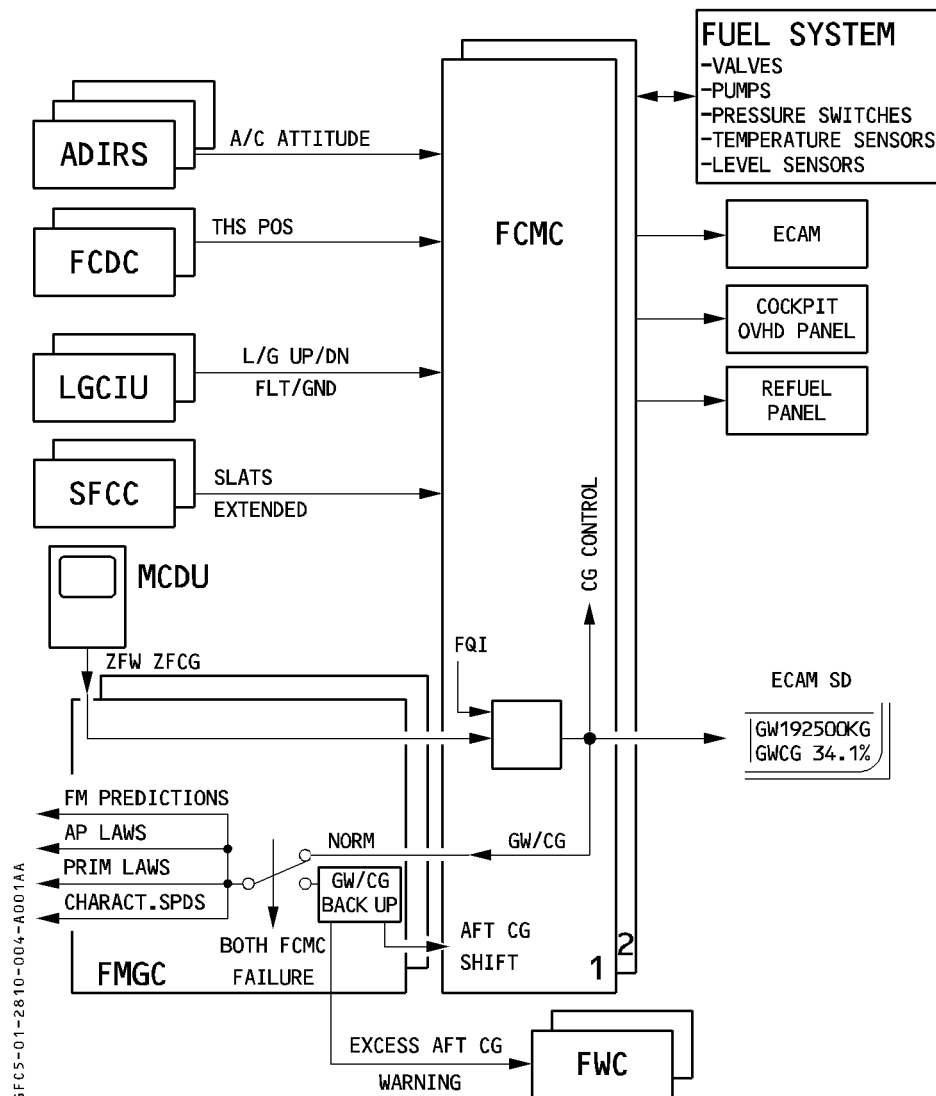 FUEL SYSTEM
-VALVES
-PUMPS
-PRESSURE SWITCHES
-TEMPERATURE SENSORS
-LEVEL SENSORS
ADIRS
A/C ATTITUDE
FCDC
THS POS
FCMC
ECAM
COCKPIT
OVHD PANEL
LGCIU
L/G UP/DN
FLT/GND
REFUEL
PANEL
SFCC
SLATS
EXTENDED
CG CONTROL
MCDU
ZFW ZFCG
FQI
ECAM SD
GW192500KG
GWCG 34.1%
FM PREDICTIONS
AP LAWS
PRIM LAWS
CHARACT.SPDS
NORM
GW/CG
GW/CG
BACK UP
BOTH FCMC
FAILURE
AFT CG
SHIFT
FMGC
1
2
EXCESS AFT CG
WARNING
FWC
GFC5-01-2810-004-A001AA